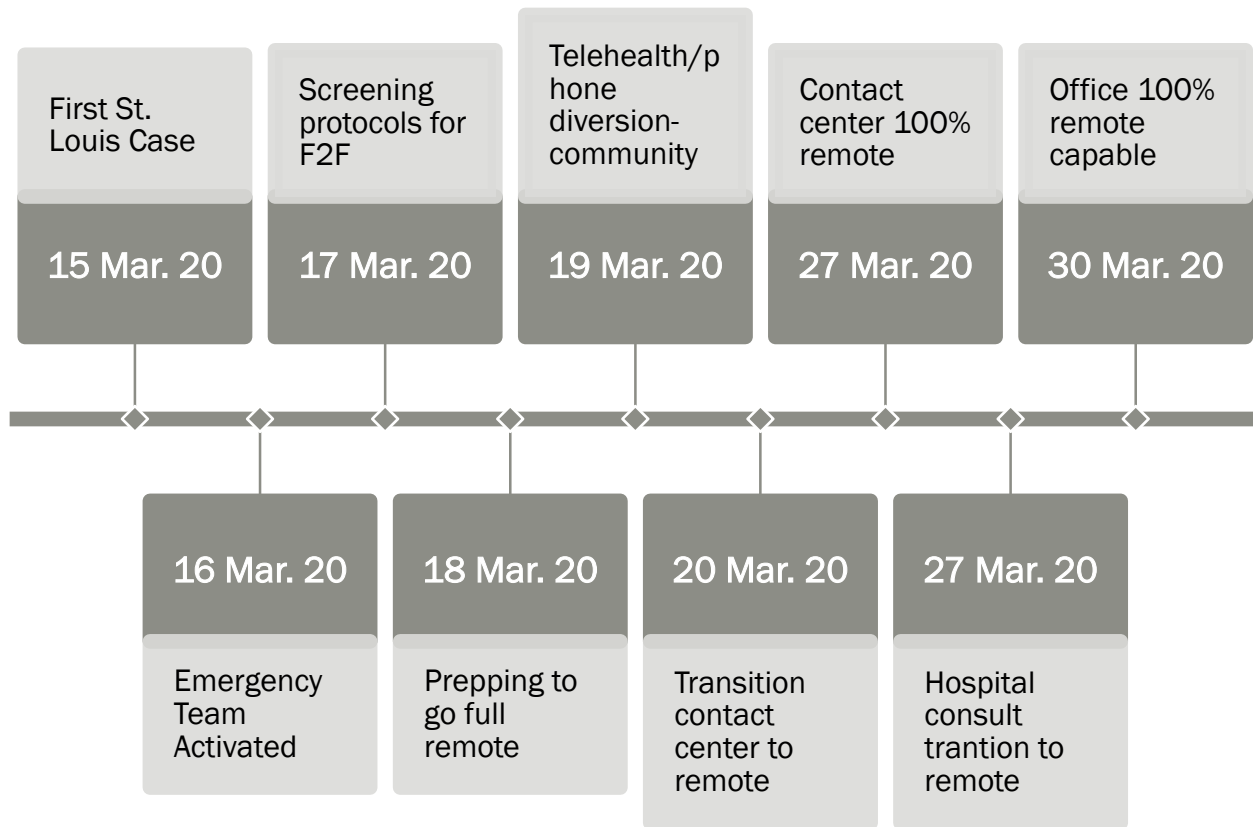 First St.
Louis Case
15 Mar. 20
Screening
protocols for
F2F
17 Mar. 20
Telehealth/p
hone
diversion-
community
19 Mar. 20
Contact
center 100%
remote
27 Mar. 20
Office 100%
remote
capable
30 Mar. 20
16 Mar. 20
Emergency
Team
Activated
18 Mar. 20
Prepping to
go full
remote
20 Mar. 20
Transition
contact
center to
remote
27 Mar. 20
Hospital
consult
trantion to
remote